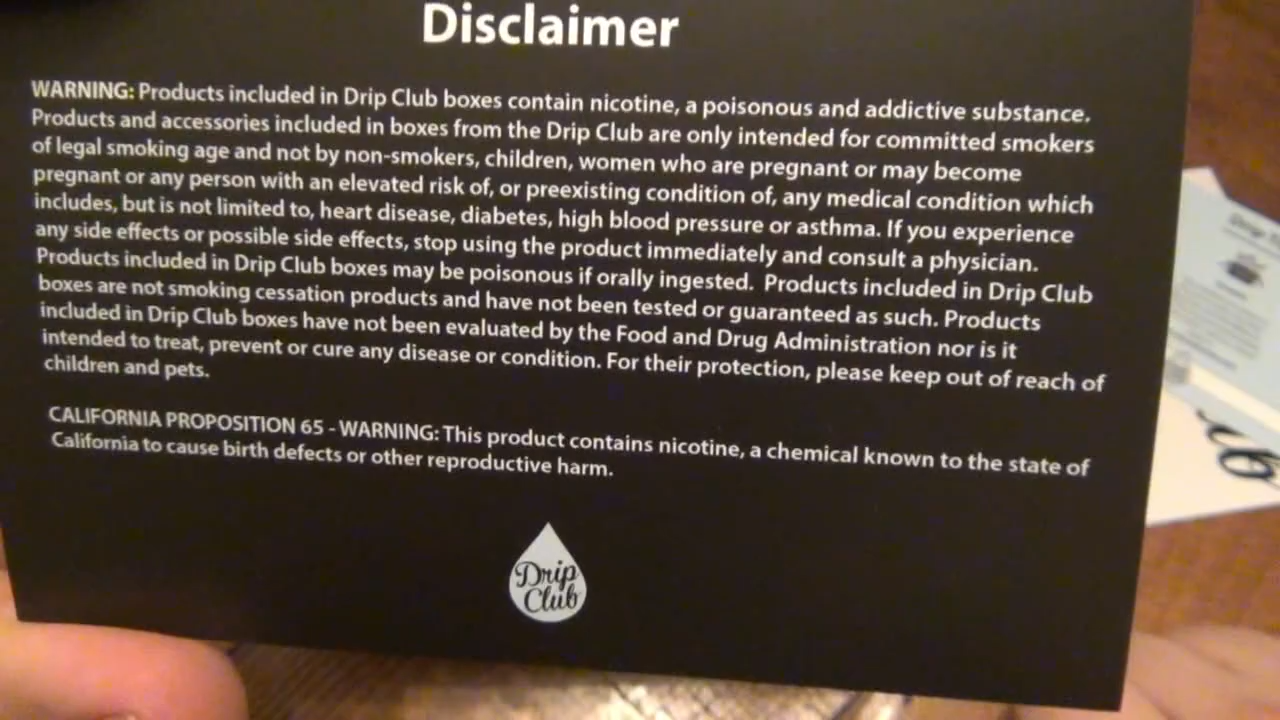 Disclaimer
WARNING: Products included in Drip Club boxes contain nicotine, a poisonous and addictive substance.
Products and accessories included in boxes from the Drip Club are only intended for committed smokers
of legal smoking age and not by non-smokers, children, women who are pregnant or may become
pregnant or any person with an elevated risk of, or preexisting condition of, any medical condition which
includes, but is not limited to, heart disease, diabetes, high blood pressure or asthma. If you experience
any side effects or possible side effects, stop using the product immediately and consult a physician.
Products included in Drip Club boxes may be poisonous if orally ingested. Products included in Drip Club
boxes are not smoking cessation products and have not been tested or guaranteed as such. Products
included in Drip Club boxes have not been evaluated by the Food and Drug Administration nor is it
intended to treat, prevent or cure any disease or condition. For their protection, please keep out of reach of
children and pets.
CALIFORNIA PROPOSITION 65 - WARNING: This product contains nicotine, a chemical known to the state of
California to cause birth defects or other reproductive harm.
Drip
Club